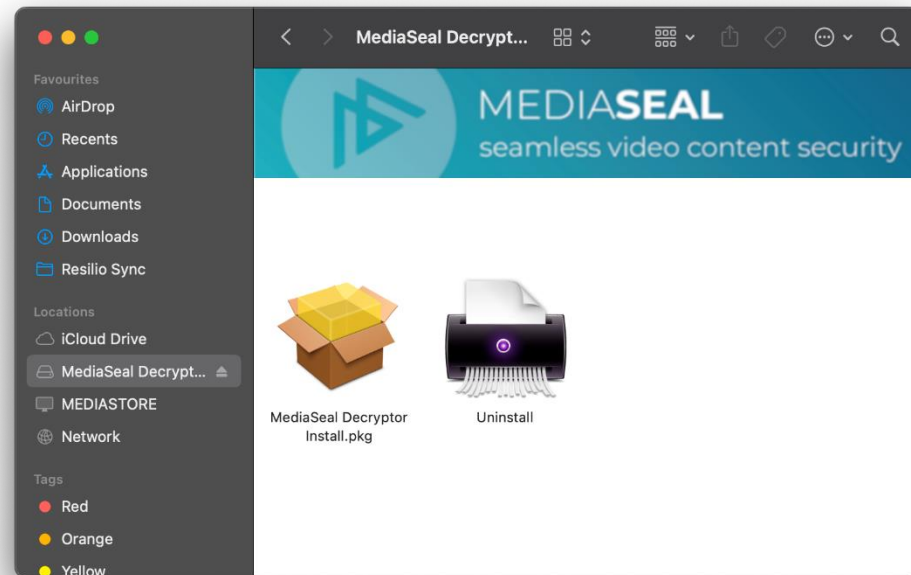 MediaSeal Decrypt...
Favourites
AirDrop
Recents
Applications
Documents
Downloads
Resilio Sync
Locations
iCloud Drive
MediaSeal Decrypt...
MEDIASTORE
Network
Tags
Red
Orange
Yellow
MEDIASEAL
seamless video content security
MediaSeal Decryptor
Install.pkg
Uninstall